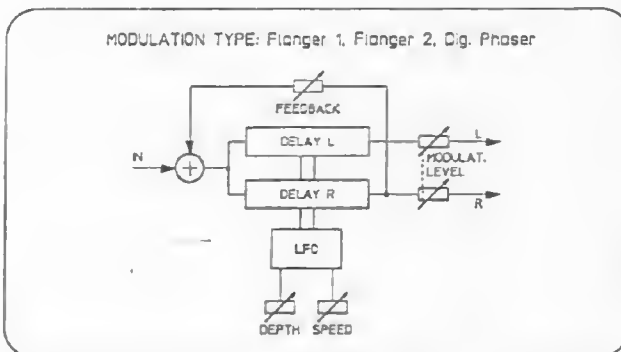 MODULATION TYPE: Flanger 1, Flanger 2, Dig. Phaser
FEEDBACK
IN
DELAY L
L
MODULAT.
LEVEL
DELAY R
R
LFO
DEPTH SPEED